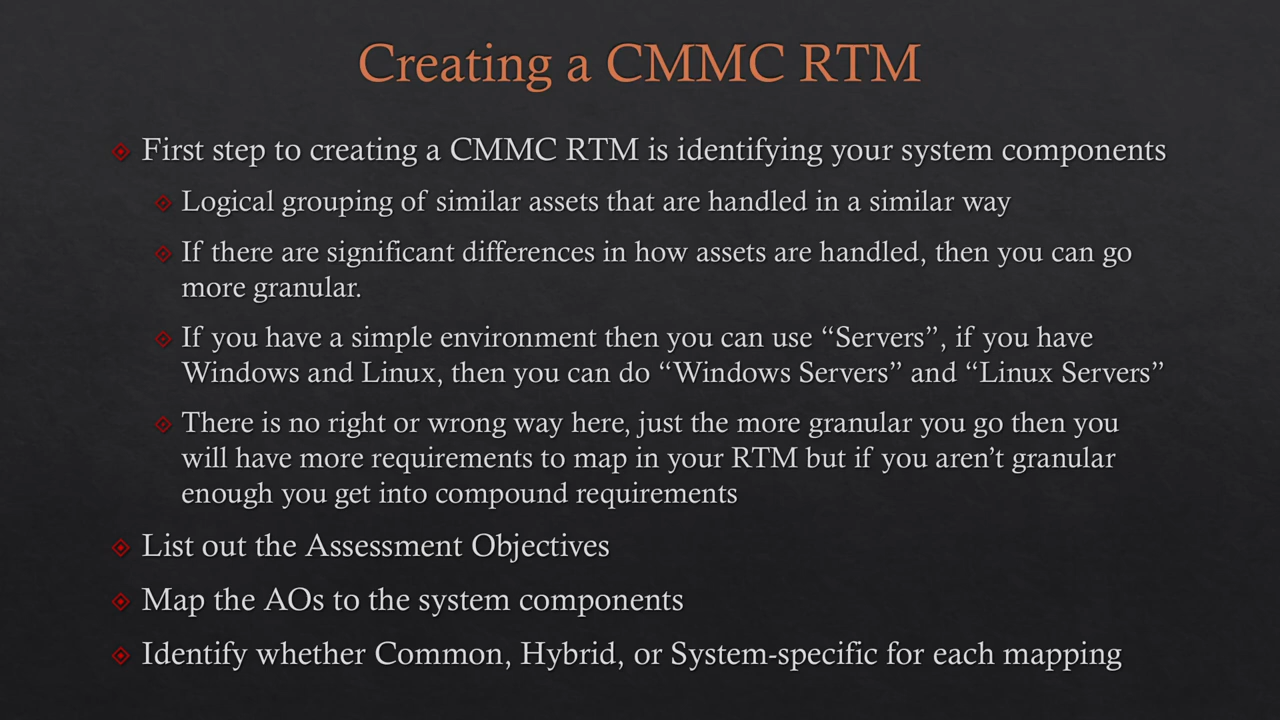 Creating a CMMC RTM
First step to creating a CMMC RTM is identifying your system components
Logical grouping of similar assets that are handled in a similar way
If there are significant differences in how assets are handled, then you can go
more granular.
If you have a simple environment then you can use “Servers”, if you have
Windows and Linux, then you can do “Windows Servers” and “Linux Servers”
There is no right or wrong way here, just the more granular you go then you
will have more requirements to map in your RTM but if you aren’t granular
enough you get into compound requirements
List out the Assessment Objectives
Map the AOs to the system components
Identify whether Common, Hybrid, or System-specific for each mapping